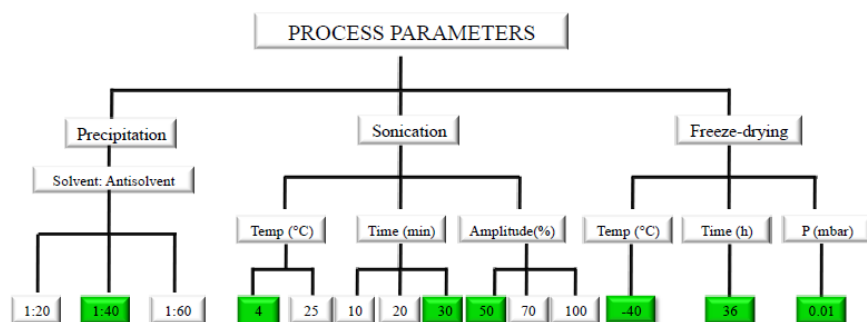 PROCESS PARAMETERS
Precipitation
Sonication
Freeze-drying
Solvent: Antisolvent
Temp (°C)
Time (min)
Amplitude(%)
Temp (°C)
Time (h)
P (mbar)
1:20
1:40
1:60
4
25
10
20
30
50
70
100
-40
36
0.01